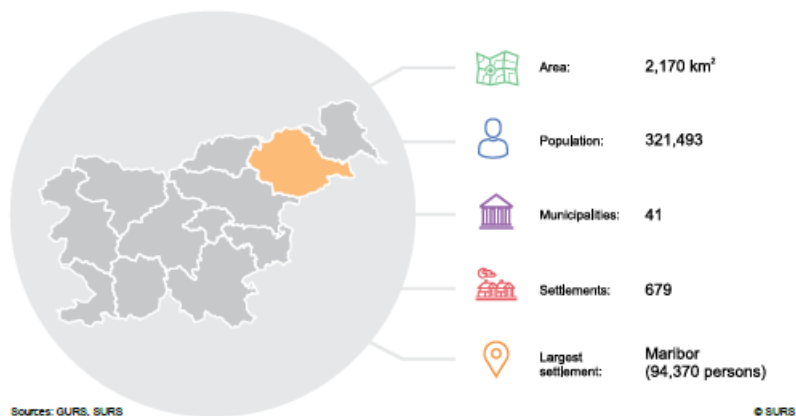 Area: 2,170 km²
Population: 321,493
Municipalities: 41
Settlements: 679
Largest settlement: Maribor (94,370 persons)
Sources: GURS, SURS
© SURS